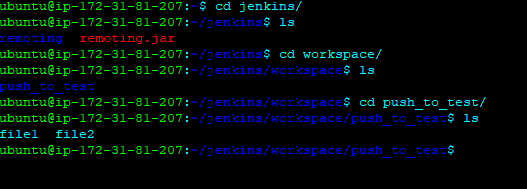 ubuntu@ip-172-31-81-207:~$ cd jenkins/
ubuntu@ip-172-31-81-207:~/jenkins$ ls
remoting  remoting.jar
ubuntu@ip-172-31-81-207:~/jenkins$ cd workspace/
ubuntu@ip-172-31-81-207:~/jenkins/workspace$ ls
push_to_test
ubuntu@ip-172-31-81-207:~/jenkins/workspace$ cd push_to_test/
ubuntu@ip-172-31-81-207:~/jenkins/workspace/push_to_test$ ls
file1  file2
ubuntu@ip-172-31-81-207:~/jenkins/workspace/push_to_test$